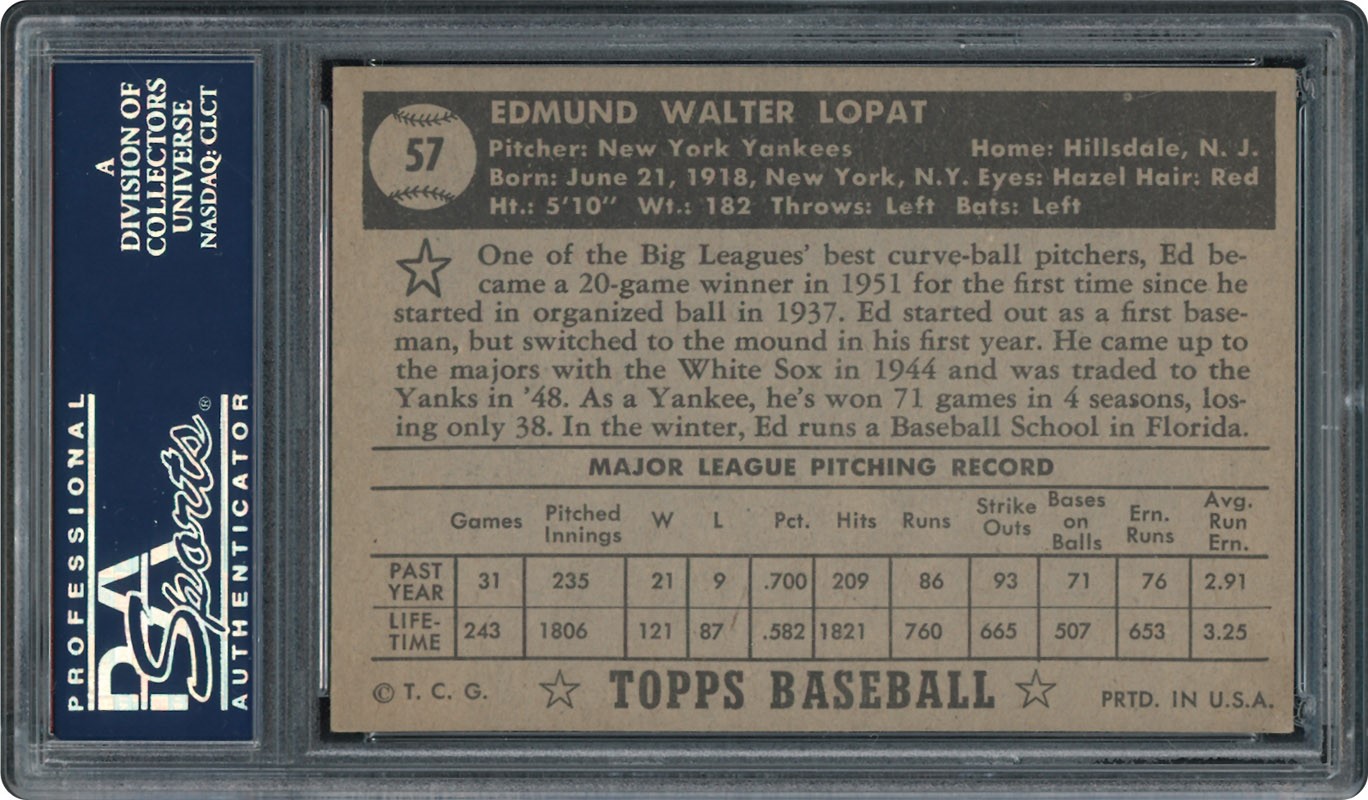 A
DIVISION OF
COLLECTORS
UNIVERSE
NASDAQ: CLCT
PROFESSIONAL
PSA
Sports®
AUTHENTICATOR
57
EDMUND WALTER LOPAT
Pitcher: New York Yankees Home: Hillsdale, N. J.
Born: June 21, 1918, New York, N.Y. Eyes: Hazel Hair: Red
Ht.: 5'10" Wt.: 182 Throws: Left Bats: Left
One of the Big Leagues' best curve-ball pitchers, Ed be-
came a 20-game winner in 1951 for the first time since he
started in organized ball in 1937. Ed started out as a first base-
man, but switched to the mound in his first year. He came up to
the majors with the White Sox in 1944 and was traded to the
Yanks in '48. As a Yankee, he's won 71 games in 4 seasons, los-
ing only 38. In the winter, Ed runs a Baseball School in Florida.
MAJOR LEAGUE PITCHING RECORD
Games Pitched Innings W L Pct. Hits Runs Strike Outs Bases on Balls Ern. Runs Avg. Run Ern.
PAST YEAR 31 235 21 9 .700 209 86 93 71 76 2.91
LIFE-TIME 243 1806 121 87 .582 1821 760 665 507 653 3.25
© T. C. G. ☆ TOPPS BASEBALL ☆ PRTD. IN U.S.A.